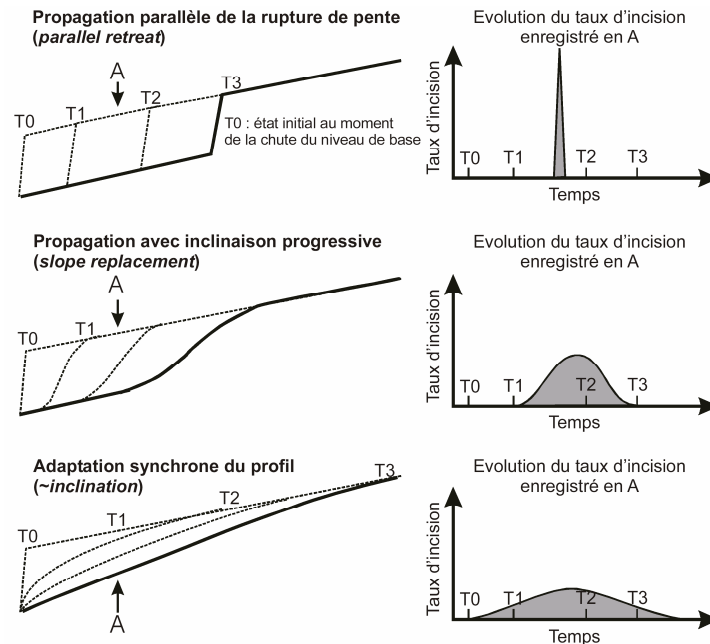 Propagation parallèle de la rupture de pente
(parallel retreat)
A
T0
T1
T2
T3
T0 : état initial au moment
de la chute du niveau de base
Evolution du taux d'incision
enregistré en A
Taux d'incision
T0
T1
T2
T3
Temps
Propagation avec inclinaison progressive
(slope replacement)
A
T0
T1
Evolution du taux d'incision
enregistré en A
Taux d'incision
T0
T1
T2
T3
Temps
Adaptation synchrone du profil
(~inclination)
T0
T1
T2
T3
A
Evolution du taux d'incision
enregistré en A
Taux d'incision
T0
T1
T2
T3
Temps